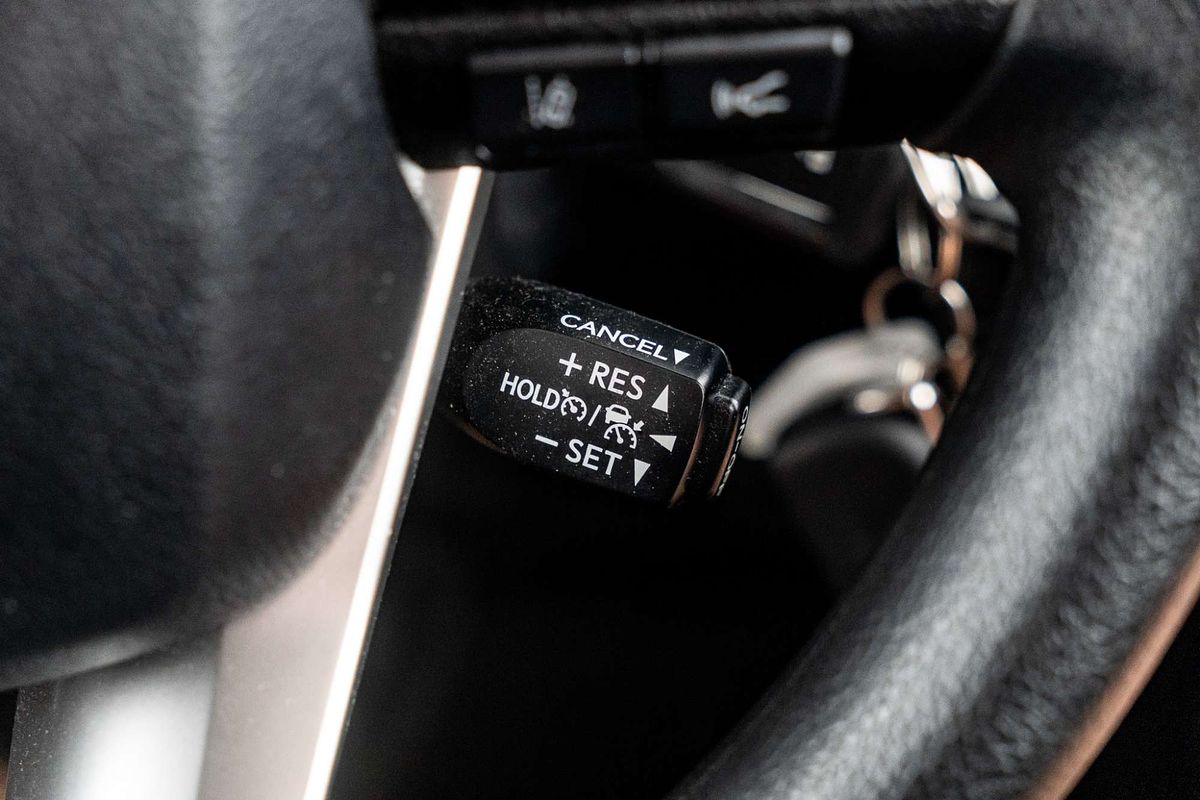 CANCEL▼
+ RES ▲
HOLD / ◀
− SET ▼